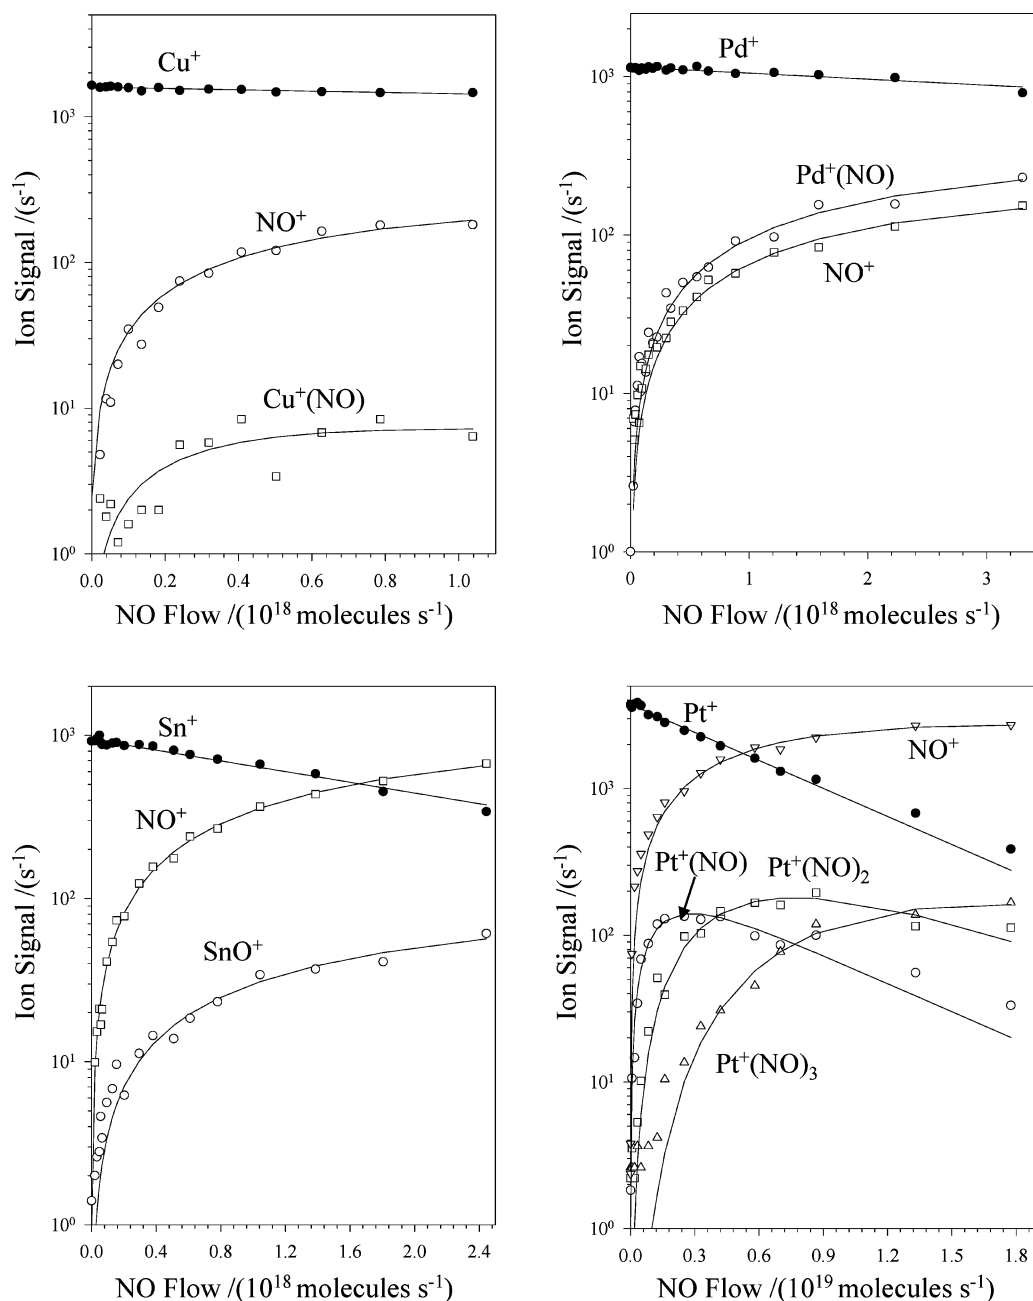 Cu⁺
10³
NO⁺
10²
Cu⁺(NO)
10¹
10⁰
0.0 0.2 0.4 0.6 0.8 1.0
Ion Signal /(s⁻¹)
NO Flow /(10¹⁸ molecules s⁻¹)
Pd⁺
10³
Pd⁺(NO)
10²
NO⁺
10¹
10⁰
0 1 2 3
Ion Signal /(s⁻¹)
NO Flow /(10¹⁸ molecules s⁻¹)
Sn⁺
10³
NO⁺
10²
SnO⁺
10¹
10⁰
0.0 0.4 0.8 1.2 1.6 2.0 2.4
Ion Signal /(s⁻¹)
NO Flow /(10¹⁸ molecules s⁻¹)
Pt⁺
NO⁺
10³
Pt⁺(NO)
Pt⁺(NO)₂
10²
Pt⁺(NO)₃
10¹
10⁰
0.0 0.3 0.6 0.9 1.2 1.5 1.8
Ion Signal /(s⁻¹)
NO Flow /(10¹⁹ molecules s⁻¹)